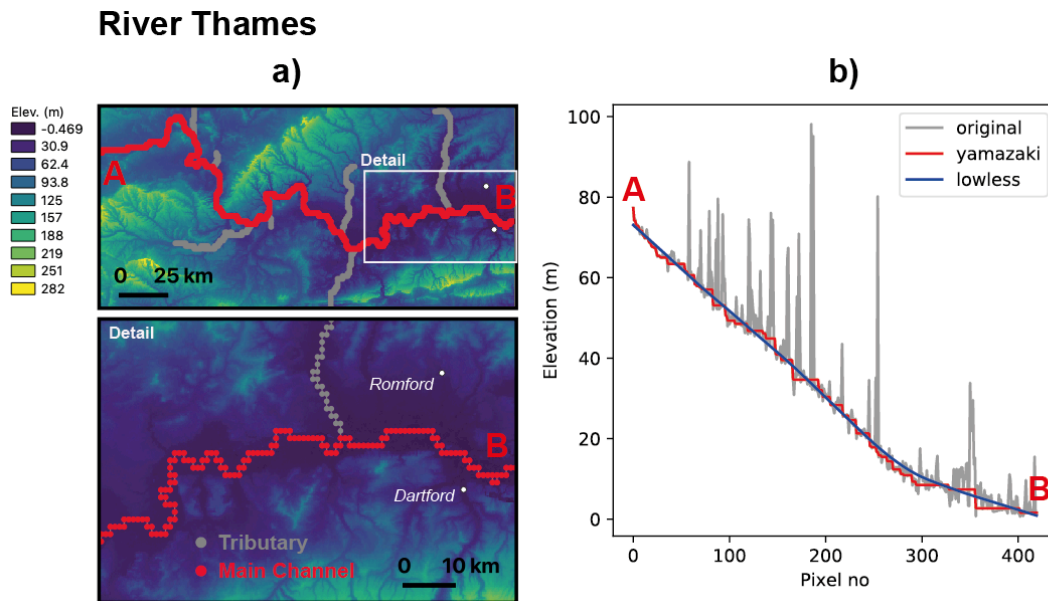 River Thames
a)
b)
Elev. (m)
-0.469
30.9
62.4
93.8
125
157
188
219
251
282
A
Detail
B
0 25 km
Detail
Romford
B
Dartford
Tributary
Main Channel
0 10 km
original
yamazaki
lowless
A
B
100
80
60
40
20
0
Elevation (m)
0 100 200 300 400
Pixel no